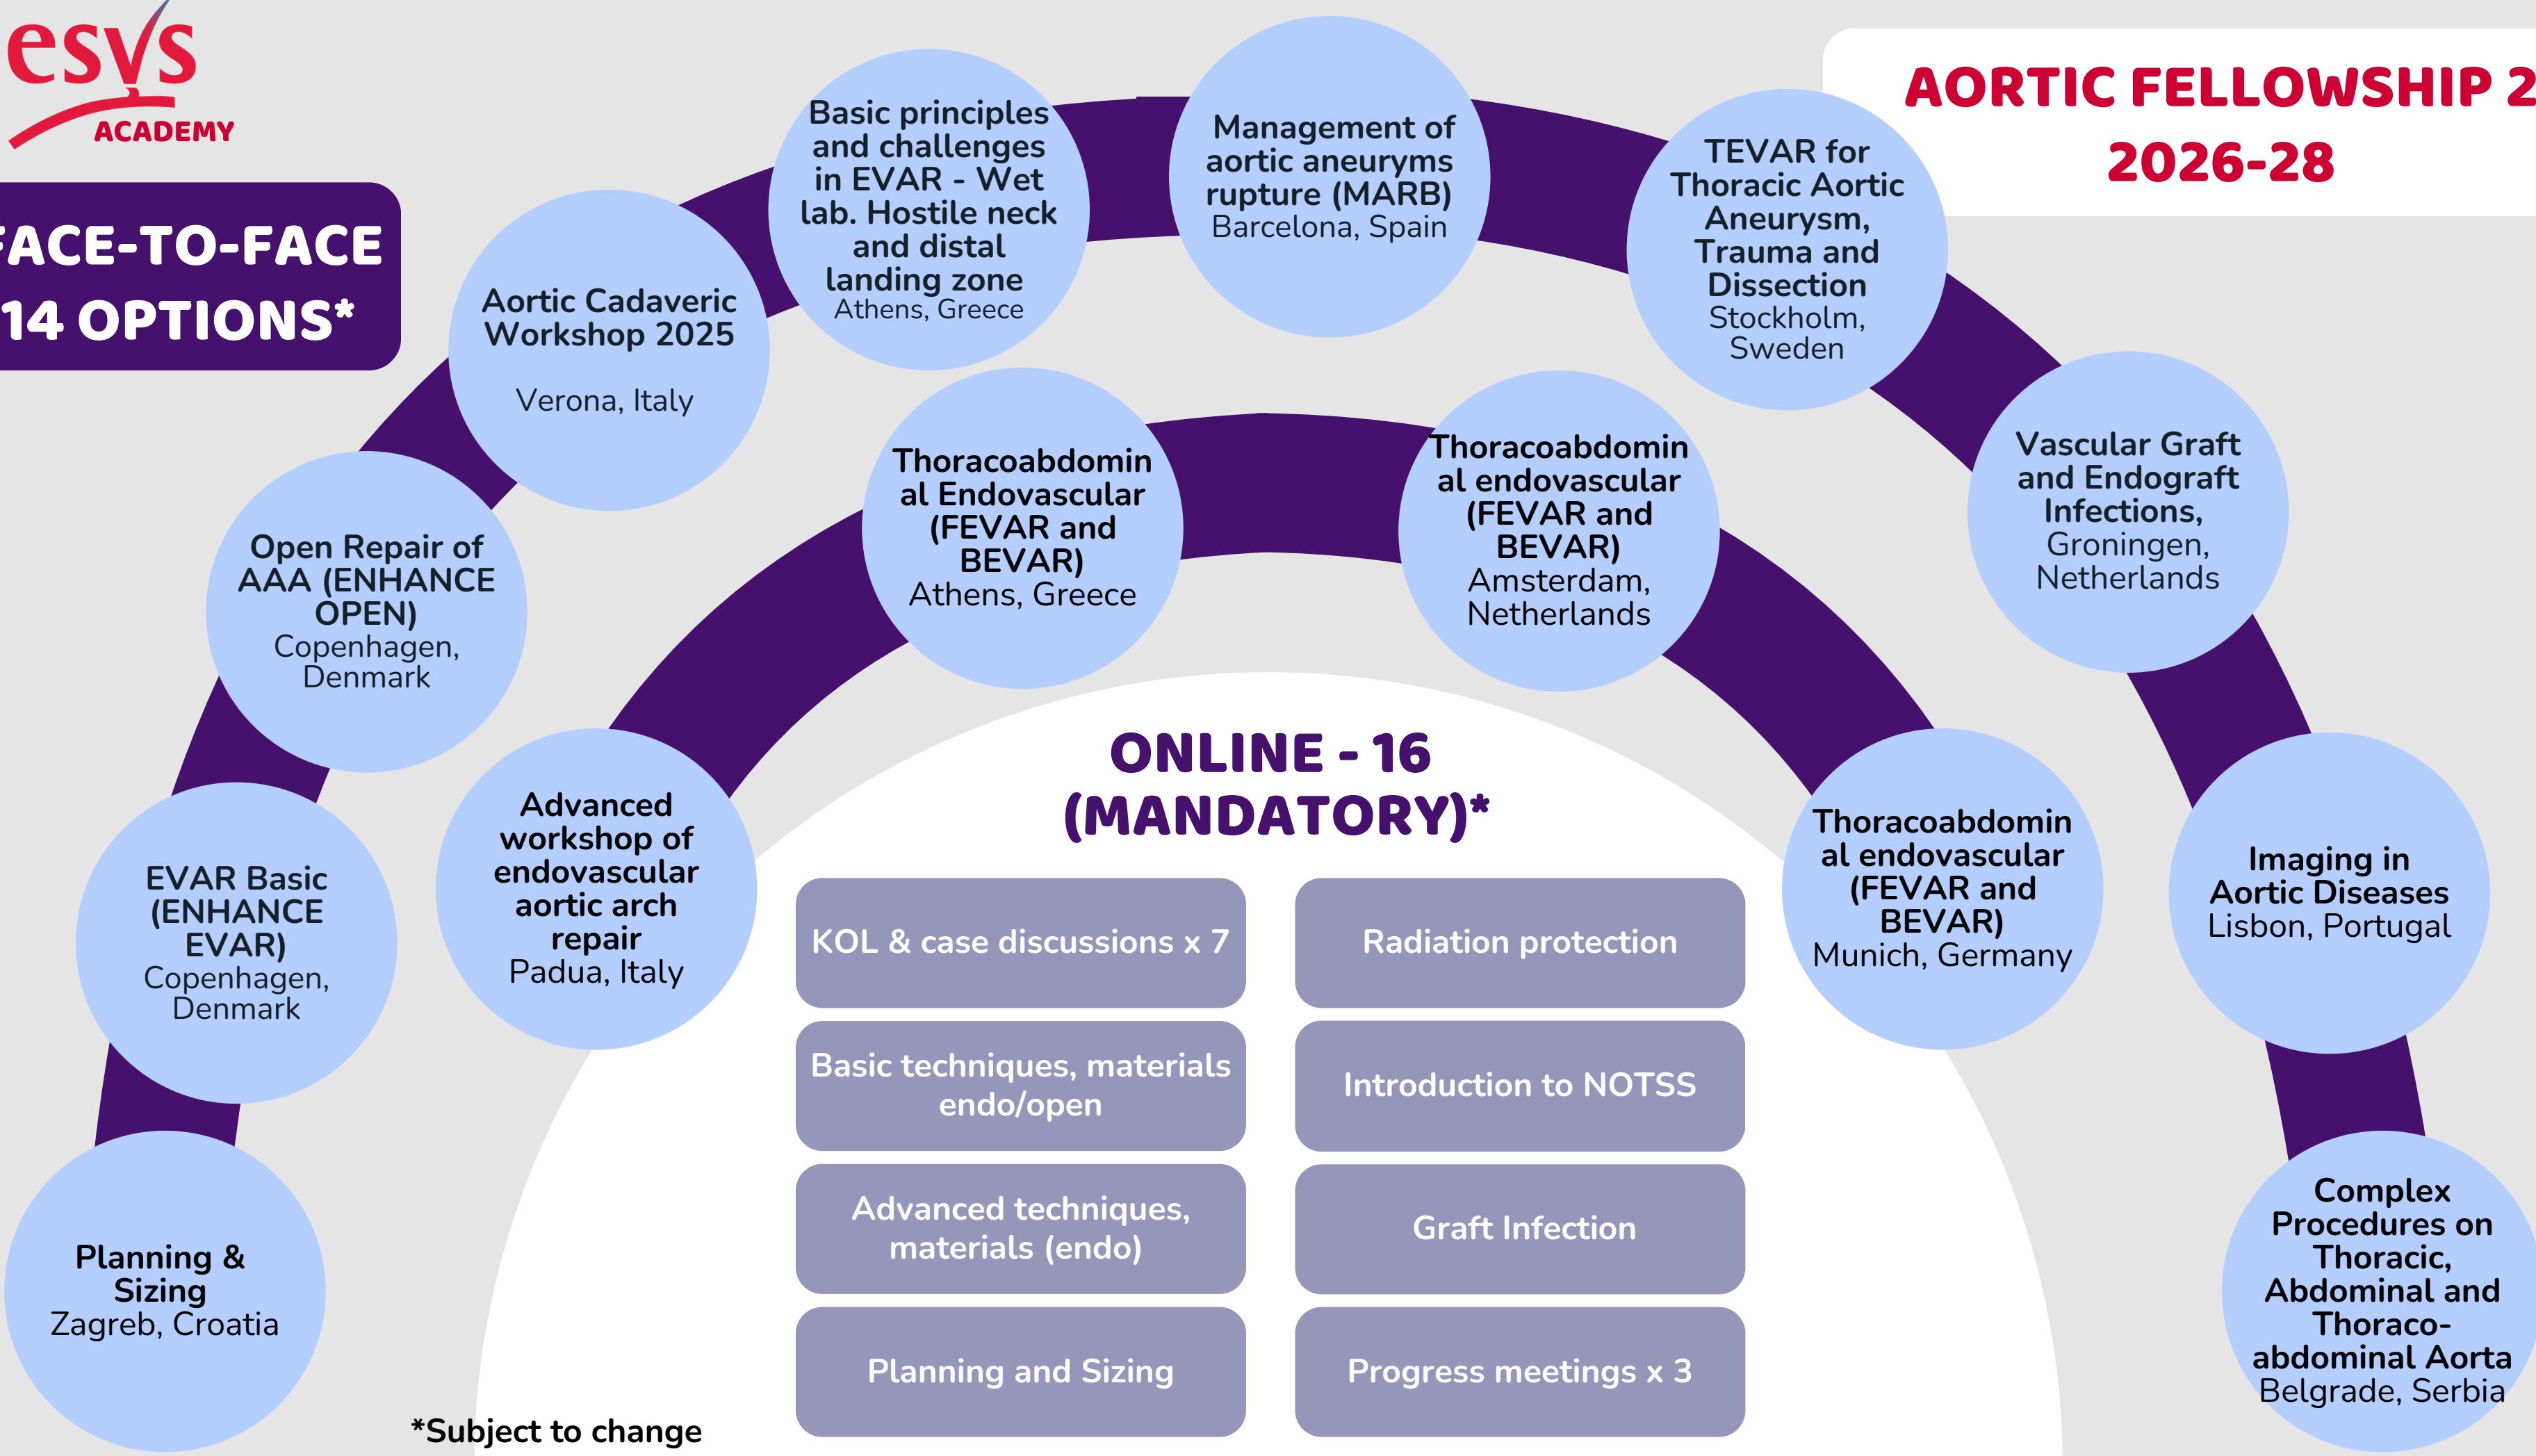 esvs
ACADEMY
AORTIC FELLOWSHIP 2
2026-28
FACE-TO-FACE
14 OPTIONS*
Planning &
Sizing
Zagreb, Croatia
EVAR Basic
(ENHANCE
EVAR)
Copenhagen,
Denmark
Open Repair of
AAA (ENHANCE
OPEN)
Copenhagen,
Denmark
Aortic Cadaveric
Workshop 2025
Verona, Italy
Basic principles
and challenges
in EVAR - Wet
lab. Hostile neck
and distal
landing zone
Athens, Greece
Management of
aortic aneuryms
rupture (MARB)
Barcelona, Spain
TEVAR for
Thoracic Aortic
Aneurysm,
Trauma and
Dissection
Stockholm,
Sweden
Vascular Graft
and Endograft
Infections,
Groningen,
Netherlands
Imaging in
Aortic Diseases
Lisbon, Portugal
Complex
Procedures on
Thoracic,
Abdominal and
Thoraco-
abdominal Aorta
Belgrade, Serbia
Advanced
workshop of
endovascular
aortic arch
repair
Padua, Italy
Thoracoabdomin
al Endovascular
(FEVAR and
BEVAR)
Athens, Greece
Thoracoabdomin
al endovascular
(FEVAR and
BEVAR)
Amsterdam,
Netherlands
Thoracoabdomin
al endovascular
(FEVAR and
BEVAR)
Munich, Germany
ONLINE - 16
(MANDATORY)*
KOL & case discussions x 7
Radiation protection
Basic techniques, materials
endo/open
Introduction to NOTSS
Advanced techniques,
materials (endo)
Graft Infection
Planning and Sizing
Progress meetings x 3
*Subject to change